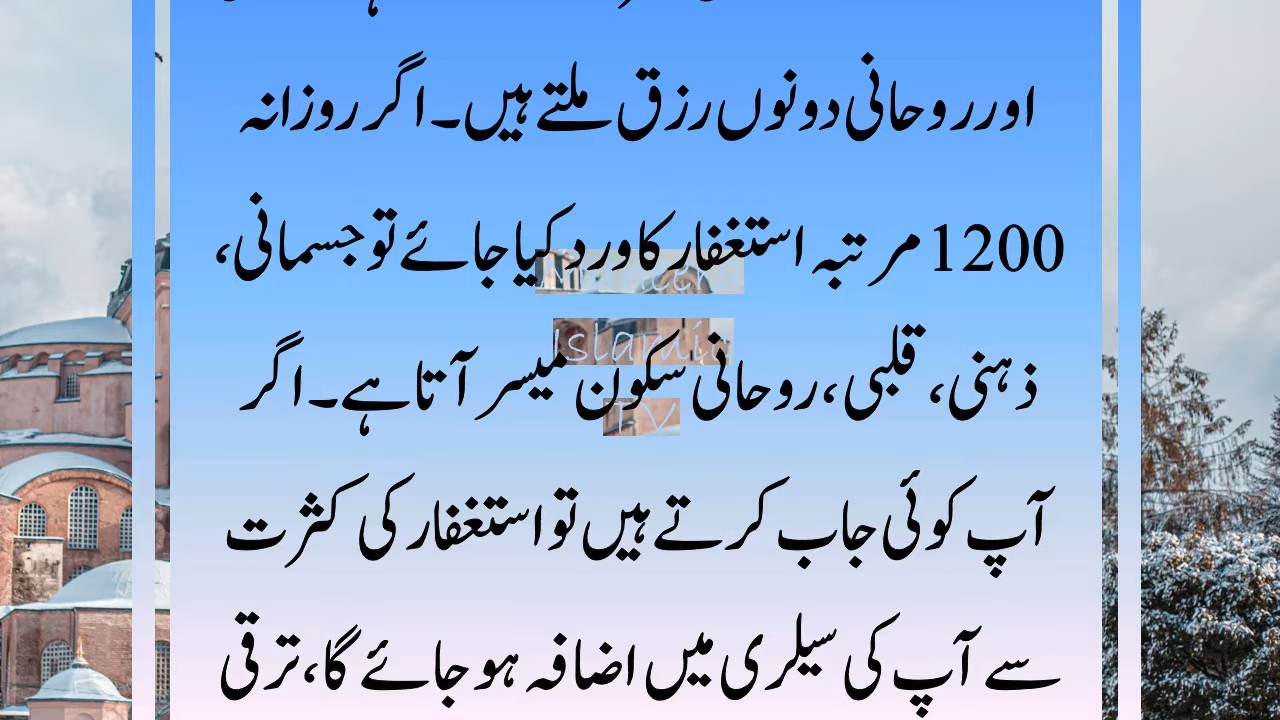 اور روحانی دونوں رزق ملتے ہیں۔ اگر روزانہ
1200 مرتبہ استغفار کا ورد کیا جائے تو جسمانی،
ذہنی، قلبی، روحانی سکون میسر آتا ہے۔ اگر
Islamic
TV
آپ کوئی جاب کرتے ہیں تو استغفار کی کثرت
سے آپ کی سیلری میں اضافہ ہو جائے گا، ترقی